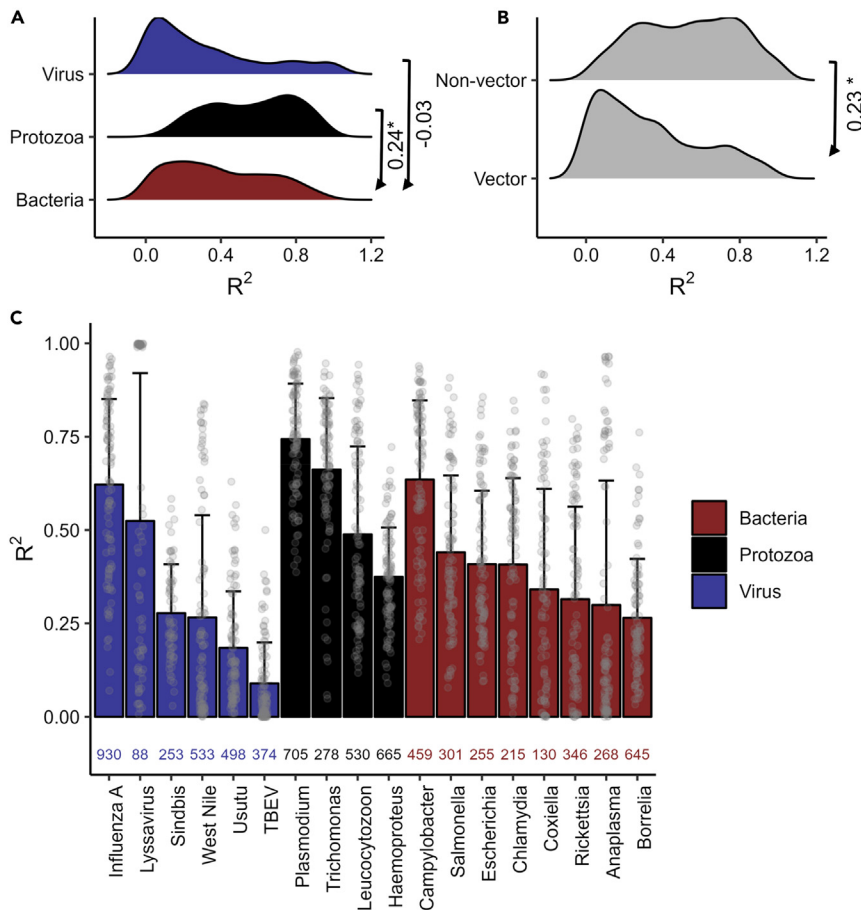 A
Virus
Protozoa
Bacteria
0.24*
-0.03
0.0 0.4 0.8 1.2
R²
B
Non-vector
Vector
0.23 *
0.0 0.4 0.8 1.2
R²
C
1.00
0.75
0.50
0.25
0.00
R²
930 88 253 533 498 374 705 278 530 665 459 301 255 215 130 346 268 645
Influenza A
Lyssavirus
Sindbis
West Nile
Usutu
TBEV
Plasmodium
Trichomonas
Leucocytozoon
Haemoproteus
Campylobacter
Salmonella
Escherichia
Chlamydia
Coxiella
Rickettsia
Anaplasma
Borrelia
Bacteria
Protozoa
Virus